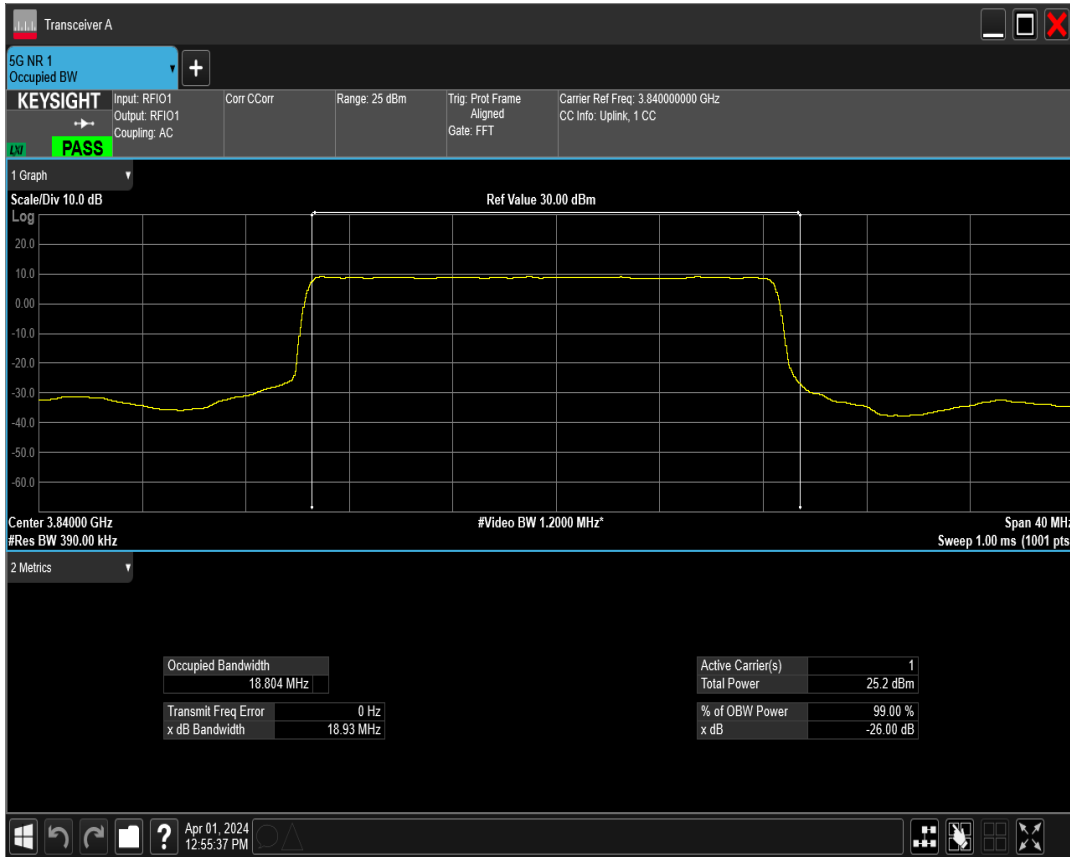 Transceiver A
5G NR 1
Occupied BW
+
KEYSIGHT
LXI
PASS
Input: RFIO1
Output: RFIO1
Coupling: AC
Corr CCorr
Range: 25 dBm
Trig: Prot Frame
Aligned
Gate: FFT
Carrier Ref Freq: 3.840000000 GHz
CC Info: Uplink, 1 CC
1 Graph
Scale/Div 10.0 dB
Ref Value 30.00 dBm
Log
20.0
10.0
0.00
-10.0
-20.0
-30.0
-40.0
-50.0
-60.0
Center 3.84000 GHz
#Video BW 1.2000 MHz*
Span 40 MHz
#Res BW 390.00 kHz
Sweep 1.00 ms (1001 pts
2 Metrics
Occupied Bandwidth
18.804 MHz
Transmit Freq Error 0 Hz
x dB Bandwidth 18.93 MHz
Active Carrier(s) 1
Total Power 25.2 dBm
% of OBW Power 99.00 %
x dB -26.00 dB
?
Apr 01, 2024
12:55:37 PM